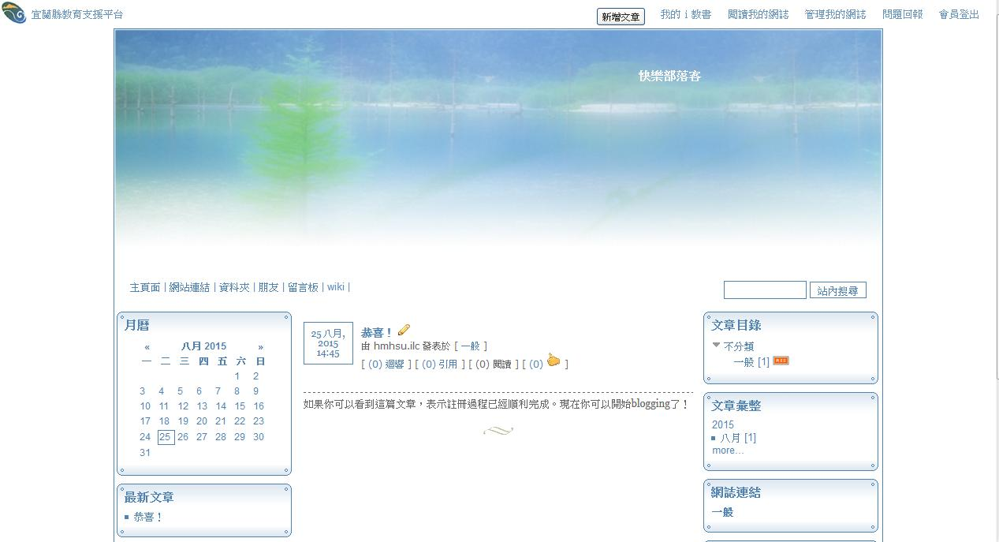 宜蘭縣教育支援平台
新增文章 我的 i 教書 閱讀我的網誌 管理我的網誌 問題回報 會員登出
快樂部落客
主頁面 | 網站連結 | 資料夾 | 朋友 | 留言板 | wiki |
站內搜尋
月曆
« 八月 2015 »
一 二 三 四 五 六 日
1 2
3 4 5 6 7 8 9
10 11 12 13 14 15 16
17 18 19 20 21 22 23
24 25 26 27 28 29 30
31
最新文章
恭喜！
25 八月,
2015
14:45
恭喜！
由 hmhsu.ilc 發表於 [ 一般 ]
[ (0) 迴響 ] [ (0) 引用 ] [ (0) 閱讀 ] [ (0) ]
如果你可以看到這篇文章，表示註冊過程已經順利完成。現在你可以開始blogging了！
文章目錄
不分類
一般 [1] RSS
文章彙整
2015
八月 [1]
more...
網誌連結
一般